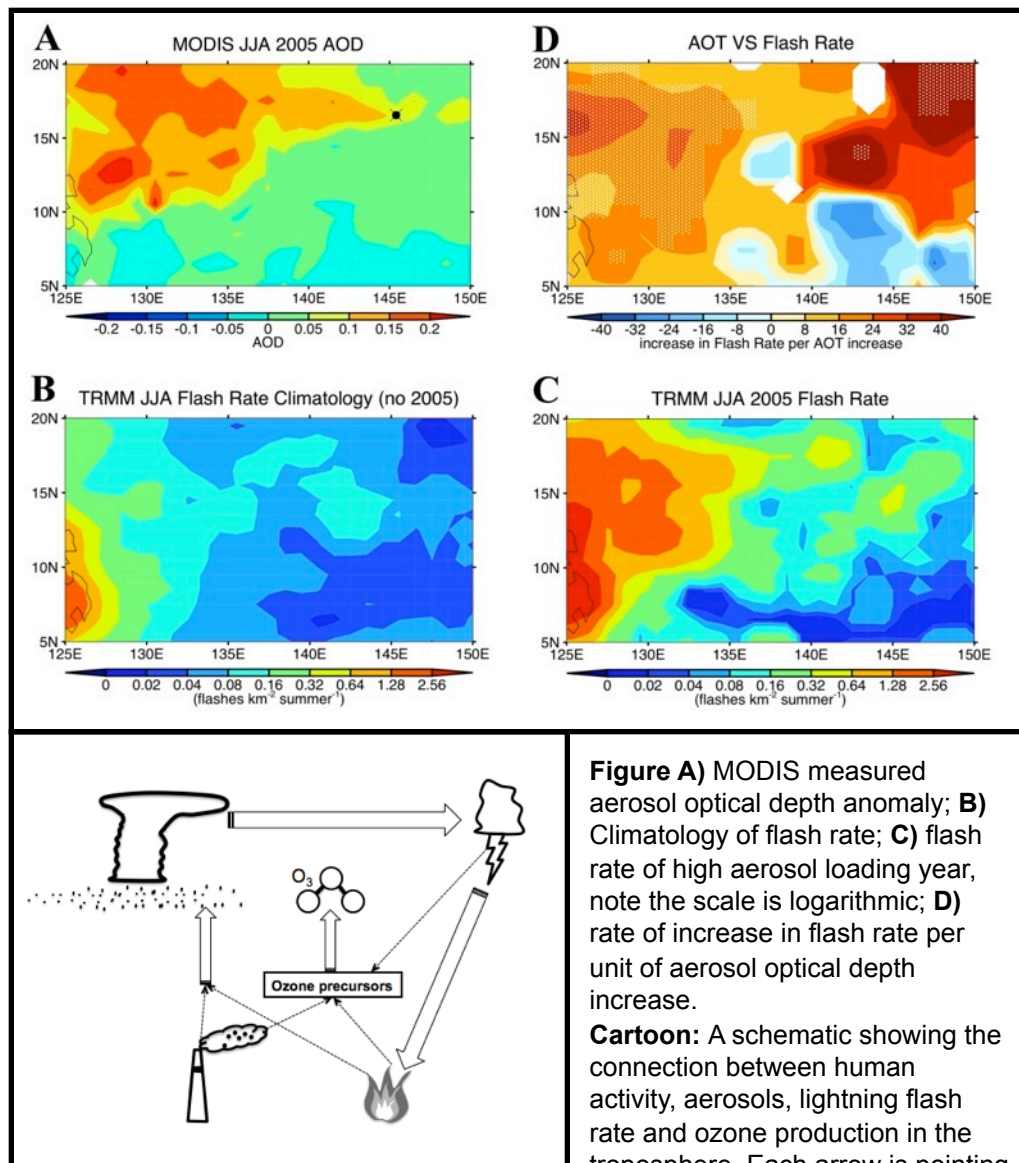 A
MODIS JJA 2005 AOD
20N
15N
10N
5N
125E 130E 135E 140E 145E 150E
-0.2 -0.15 -0.1 -0.05 0 0.05 0.1 0.15 0.2
AOD
D
AOT VS Flash Rate
20N
15N
10N
5N
125E 130E 135E 140E 145E 150E
-40 -32 -24 -16 -8 0 8 16 24 32 40
increase in Flash Rate per AOT increase
B
TRMM JJA Flash Rate Climatology (no 2005)
20N
15N
10N
5N
125E 130E 135E 140E 145E 150E
0 0.02 0.04 0.08 0.16 0.32 0.64 1.28 2.56
(flashes km⁻² summer⁻¹)
C
TRMM JJA 2005 Flash Rate
20N
15N
10N
5N
125E 130E 135E 140E 145E 150E
0 0.02 0.04 0.08 0.16 0.32 0.64 1.28 2.56
(flashes km⁻² summer⁻¹)
O₃
Ozone precursors
Figure A) MODIS measured
aerosol optical depth anomaly; B)
Climatology of flash rate; C) flash
rate of high aerosol loading year,
note the scale is logarithmic; D)
rate of increase in flash rate per
unit of aerosol optical depth
increase.
Cartoon: A schematic showing the
connection between human
activity, aerosols, lightning flash
rate and ozone production in the
troposphere. Each arrow is pointing